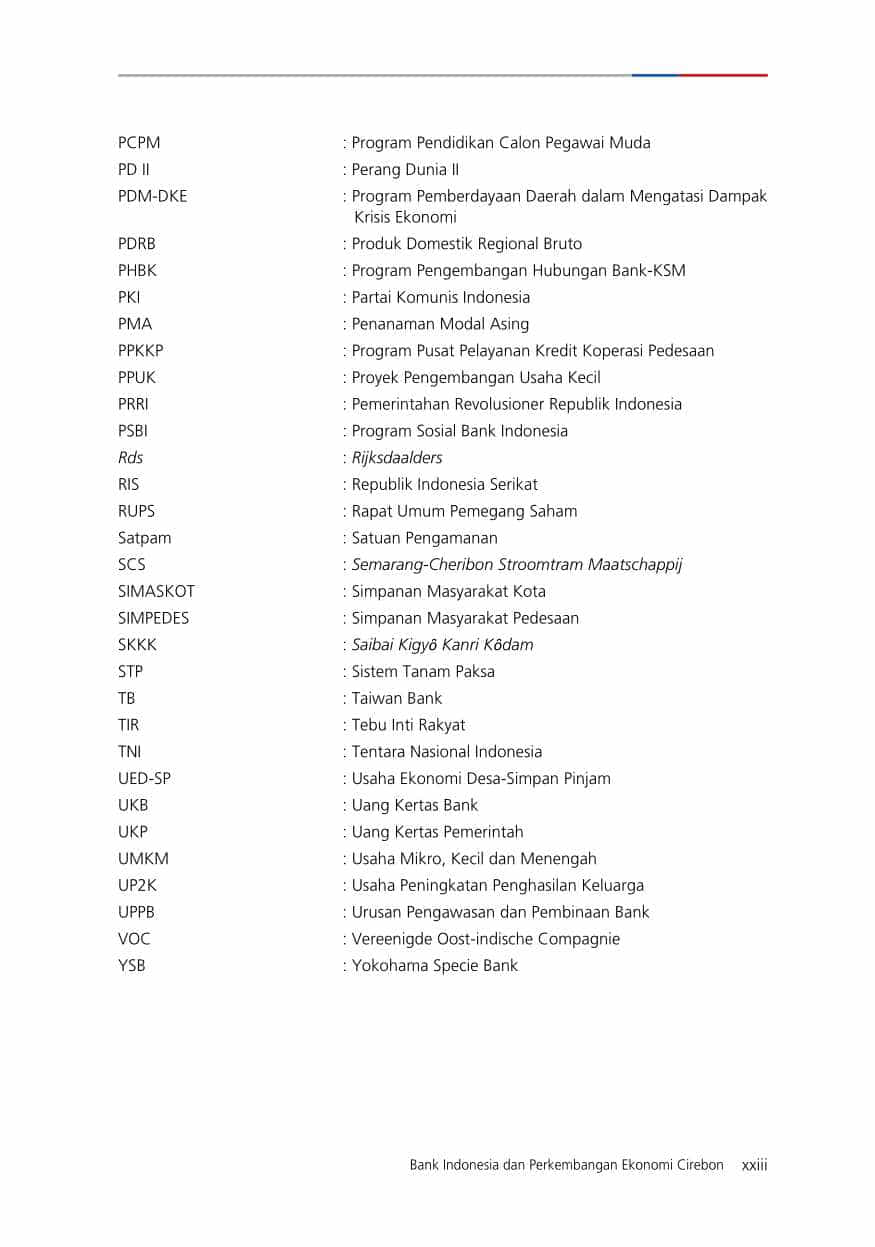 PCPM : Program Pendidikan Calon Pegawai Muda
PD II : Perang Dunia II
PDM-DKE : Program Pemberdayaan Daerah dalam Mengatasi Dampak
Krisis Ekonomi
PDRB : Produk Domestik Regional Bruto
PHBK : Program Pengembangan Hubungan Bank-KSM
PKI : Partai Komunis Indonesia
PMA : Penanaman Modal Asing
PPKKP : Program Pusat Pelayanan Kredit Koperasi Pedesaan
PPUK : Proyek Pengembangan Usaha Kecil
PRRI : Pemerintahan Revolusioner Republik Indonesia
PSBI : Program Sosial Bank Indonesia
Rds : Rijksdaalders
RIS : Republik Indonesia Serikat
RUPS : Rapat Umum Pemegang Saham
Satpam : Satuan Pengamanan
SCS : Semarang-Cheribon Stroomtram Maatschappij
SIMASKOT : Simpanan Masyarakat Kota
SIMPEDES : Simpanan Masyarakat Pedesaan
SKKK : Saibai Kigyô Kanri Kôdam
STP : Sistem Tanam Paksa
TB : Taiwan Bank
TIR : Tebu Inti Rakyat
TNI : Tentara Nasional Indonesia
UED-SP : Usaha Ekonomi Desa-Simpan Pinjam
UKB : Uang Kertas Bank
UKP : Uang Kertas Pemerintah
UMKM : Usaha Mikro, Kecil dan Menengah
UP2K : Usaha Peningkatan Penghasilan Keluarga
UPPB : Urusan Pengawasan dan Pembinaan Bank
VOC : Vereenigde Oost-indische Compagnie
YSB : Yokohama Specie Bank
Bank Indonesia dan Perkembangan Ekonomi Cirebon xxiii